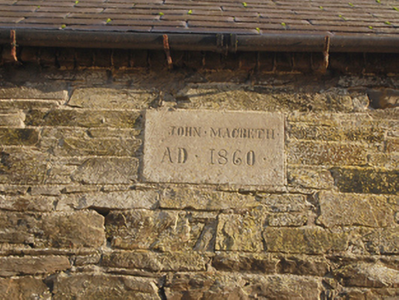 JOHN · MACBETH
AD · 1860 ·